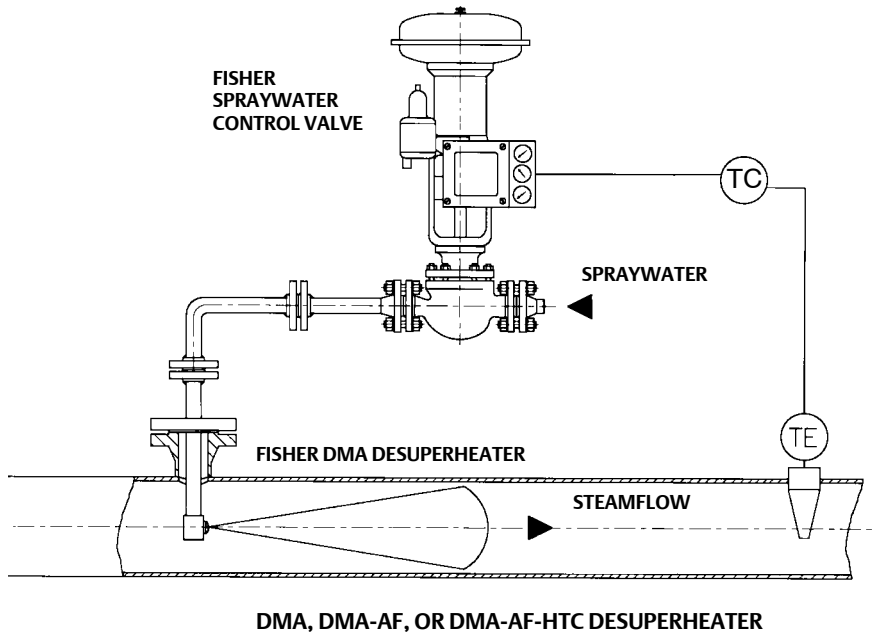 FISHER
SPRAYWATER
CONTROL VALVE
TC
SPRAYWATER
TE
FISHER DMA DESUPERHEATER
STEAMFLOW
DMA, DMA-AF, OR DMA-AF-HTC DESUPERHEATER